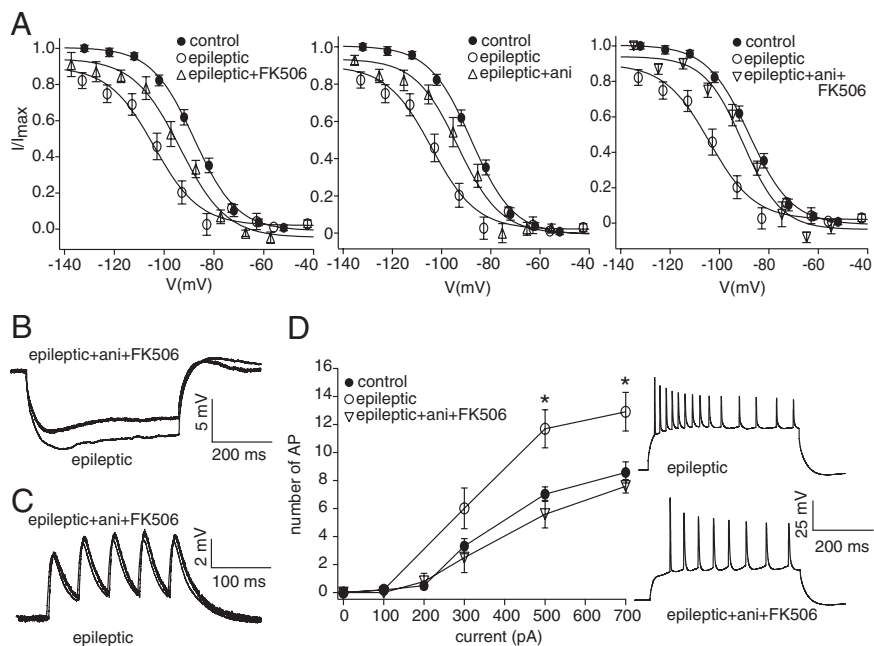 A
control
epileptic
epileptic+FK506
control
epileptic
epileptic+ani
control
epileptic
epileptic+ani+
FK506
I/Imax
1.0
0.8
0.6
0.4
0.2
0.0
-140 -120 -100 -80 -60 -40
V(mV)
1.0
0.8
0.6
0.4
0.2
0.0
-140 -120 -100 -80 -60 -40
V(mV)
1.0
0.8
0.6
0.4
0.2
0
-140 -120 -100 -80 -60 -40
V(mV)
B
epileptic+ani+FK506
epileptic
5 mV
200 ms
C
epileptic+ani+FK506
epileptic
2 mV
100 ms
D
control
epileptic
epileptic+ani+FK506
* *
number of AP
16
14
12
10
8
6
4
2
0
0 100 200 300 400 500 600 700
current (pA)
epileptic
25 mV
200 ms
epileptic+ani+FK506